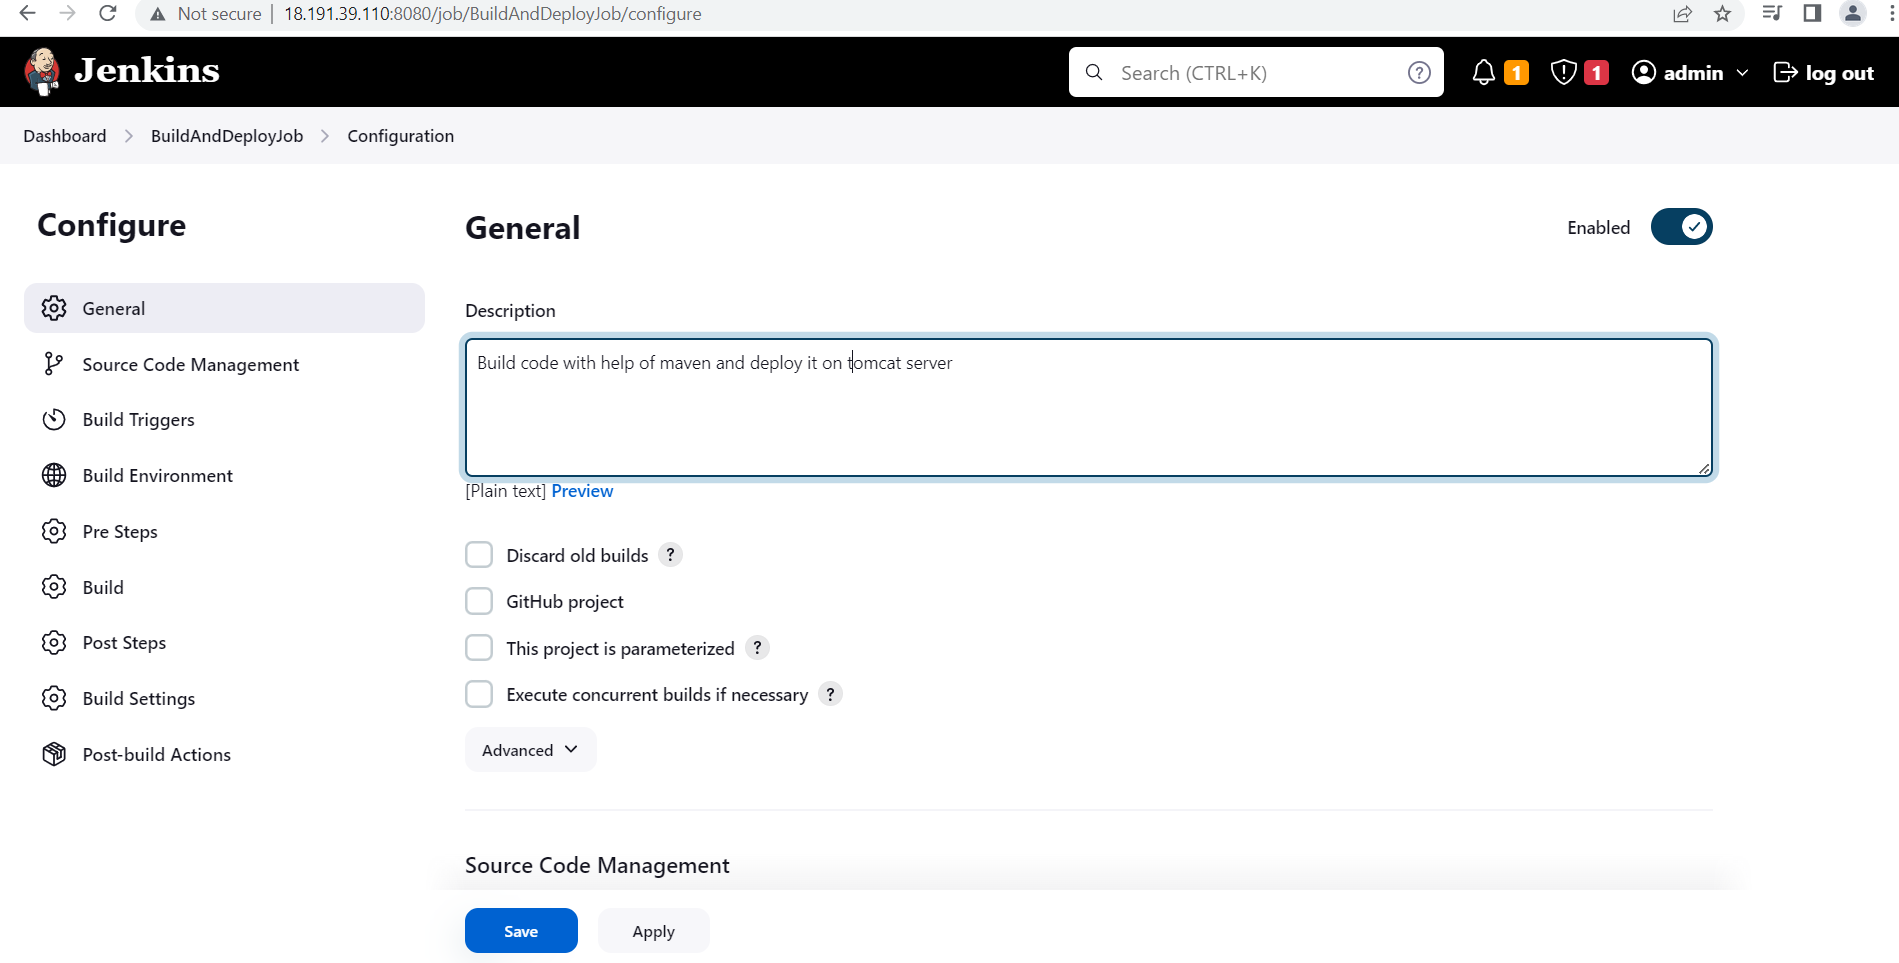 Not secure | 18.191.39.110:8080/job/BuildAndDeployJob/configure
Jenkins
Search (CTRL+K) ?
1
1
admin
log out
Dashboard > BuildAndDeployJob > Configuration
Configure
General
Source Code Management
Build Triggers
Build Environment
Pre Steps
Build
Post Steps
Build Settings
Post-build Actions
General
Enabled
Description
Build code with help of maven and deploy it on tomcat server
[Plain text] Preview
Discard old builds ?
GitHub project
This project is parameterized ?
Execute concurrent builds if necessary ?
Advanced
Source Code Management
Save
Apply